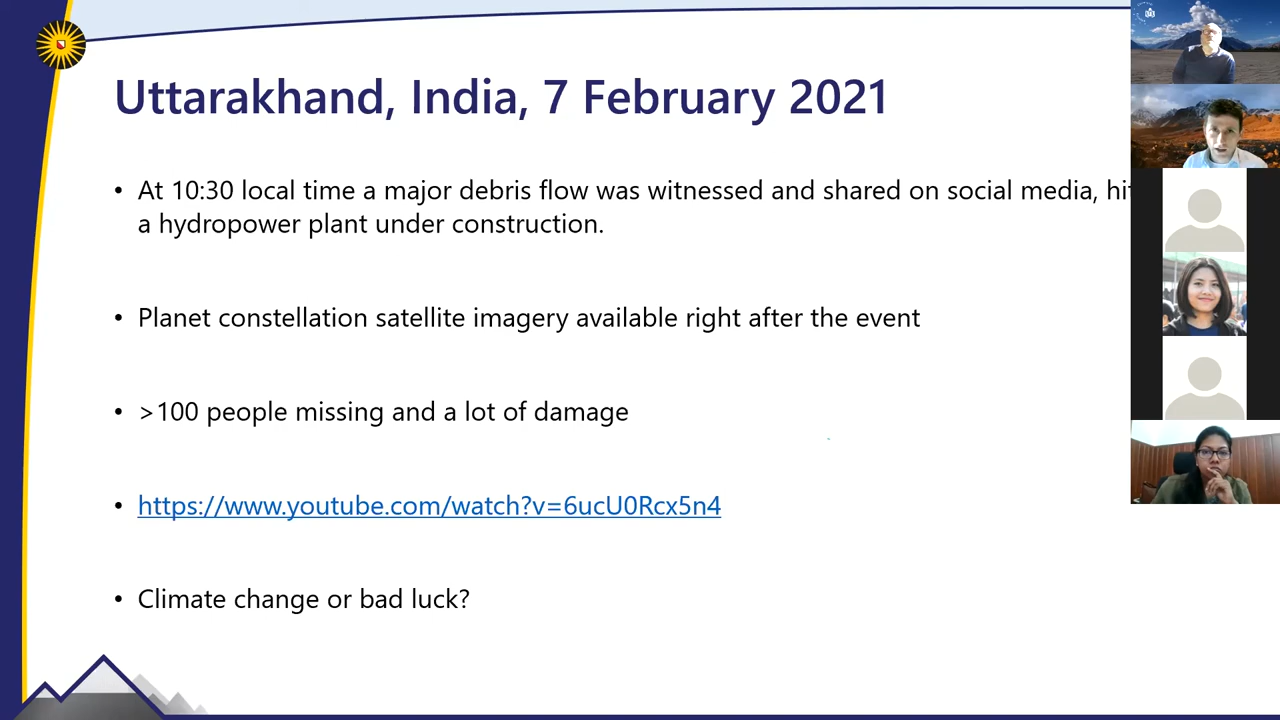 Uttarakhand, India, 7 February 2021
• At 10:30 local time a major debris flow was witnessed and shared on social media, hit
a hydropower plant under construction.
• Planet constellation satellite imagery available right after the event
• >100 people missing and a lot of damage
• https://www.youtube.com/watch?v=6ucU0Rcx5n4
• Climate change or bad luck?